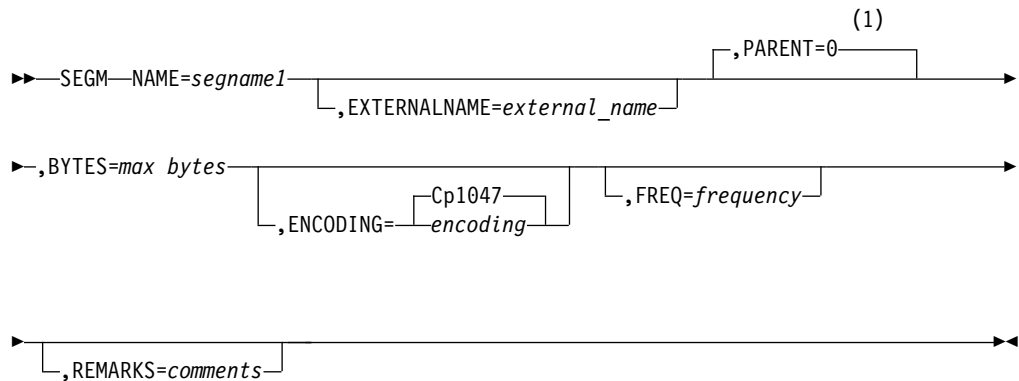 (1)
,PARENT=0
SEGM NAME=segname1
,EXTERNALNAME=external_name
,BYTES=max bytes
Cp1047
,ENCODING= encoding
,FREQ=frequency
,REMARKS=comments